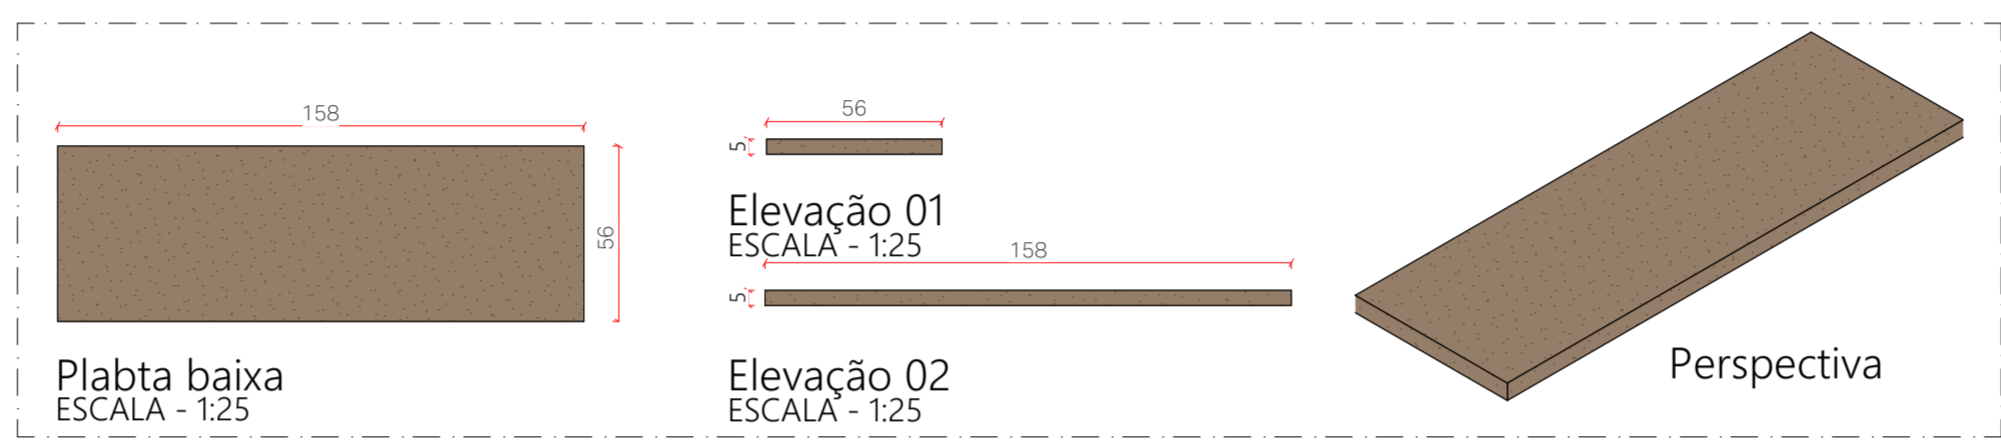 158
56
Plabta baixa
ESCALA - 1:25
56
5
Elevação 01
ESCALA - 1:25
158
5
Elevação 02
ESCALA - 1:25
Perspectiva